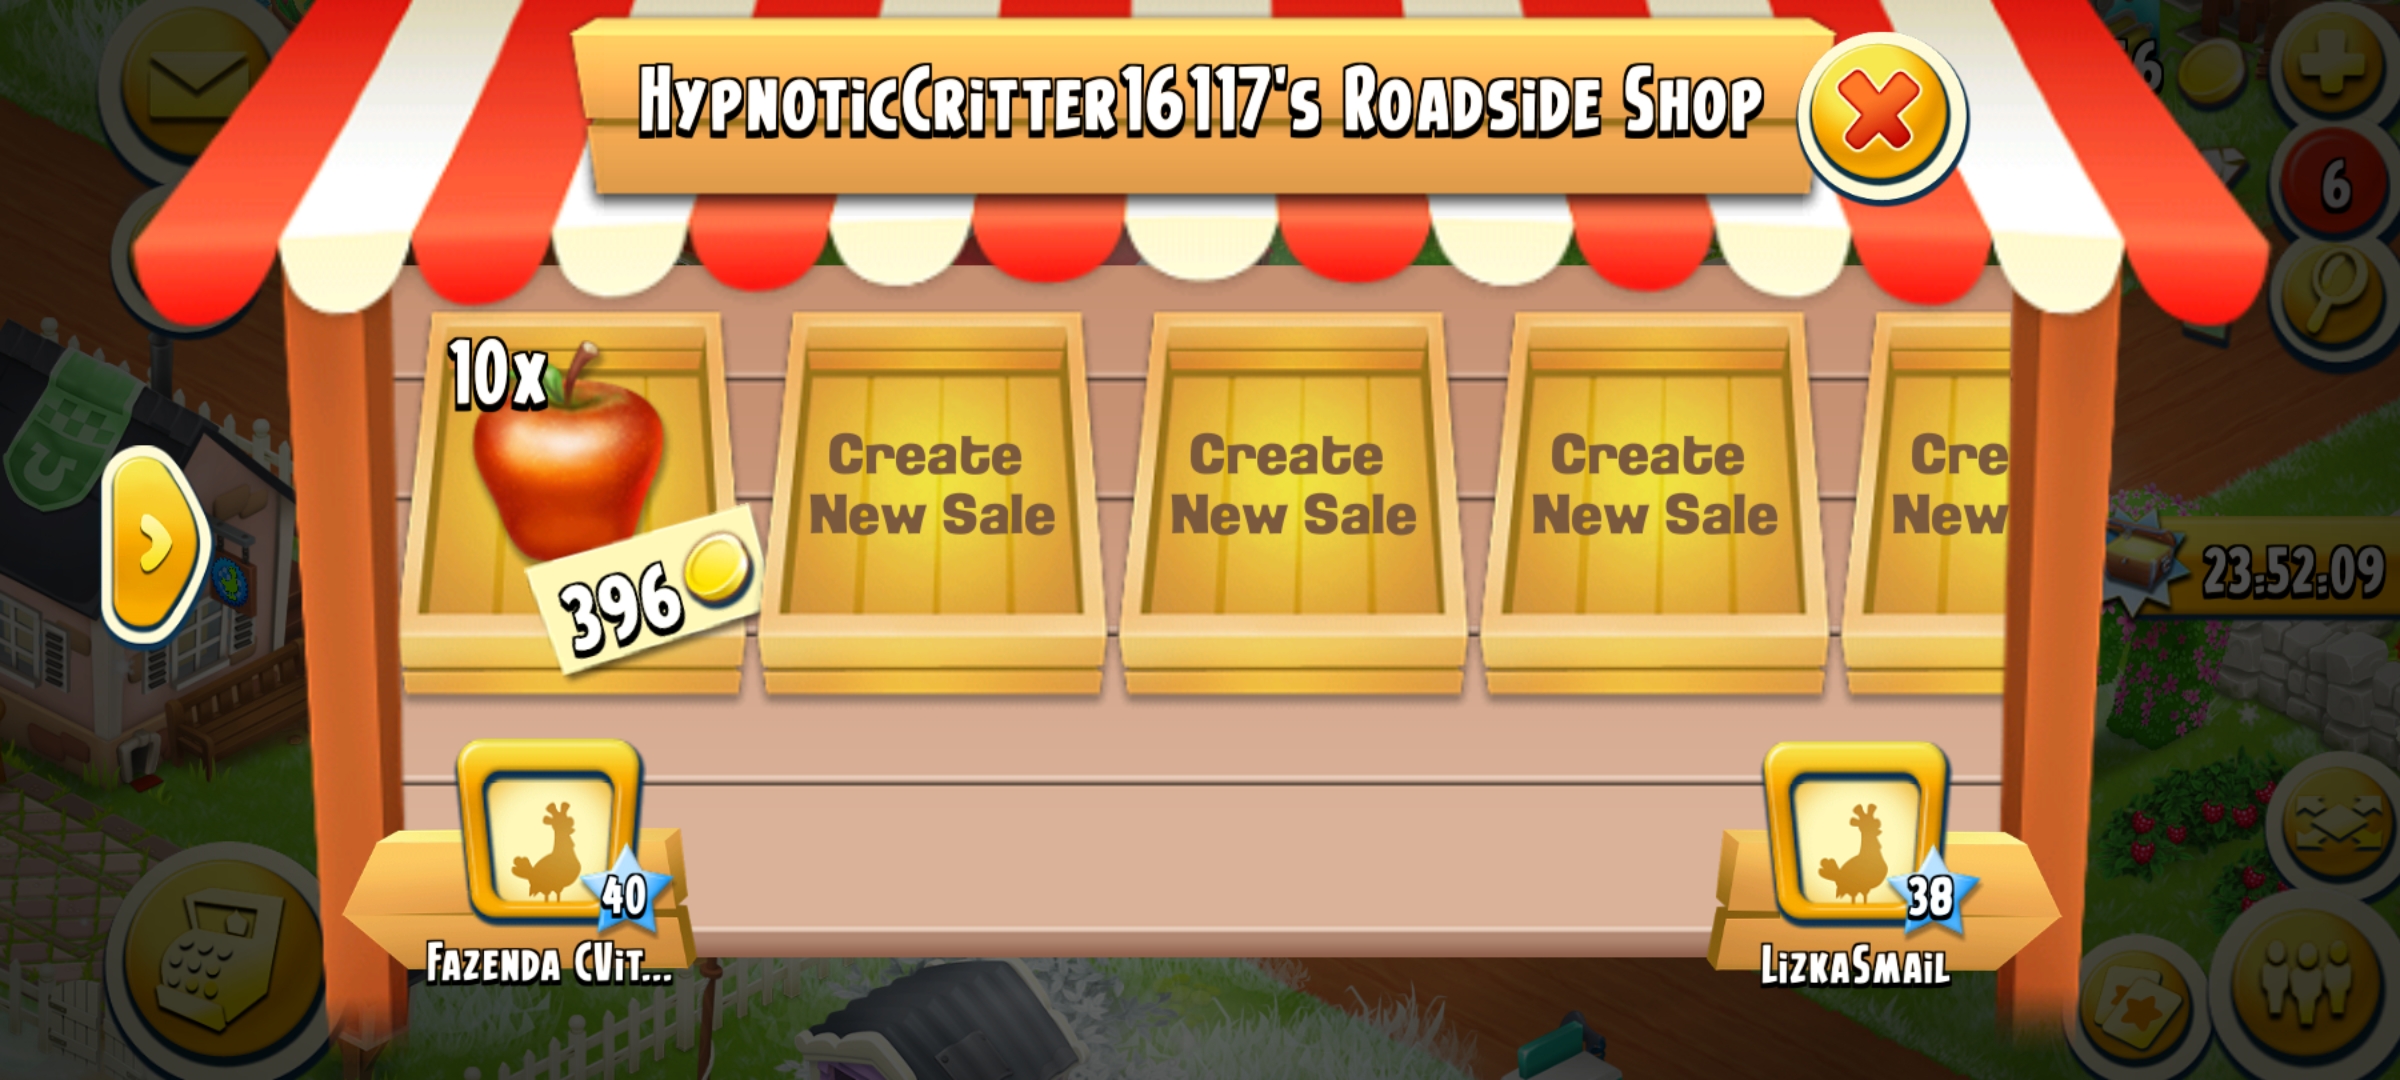 HypnoticCritter16117's Roadside Shop
6
10x
Create
New Sale
Create
New Sale
Create
New Sale
Cre
New
396
23:52:09
40
Fazenda CVit...
38
LizkaSmail